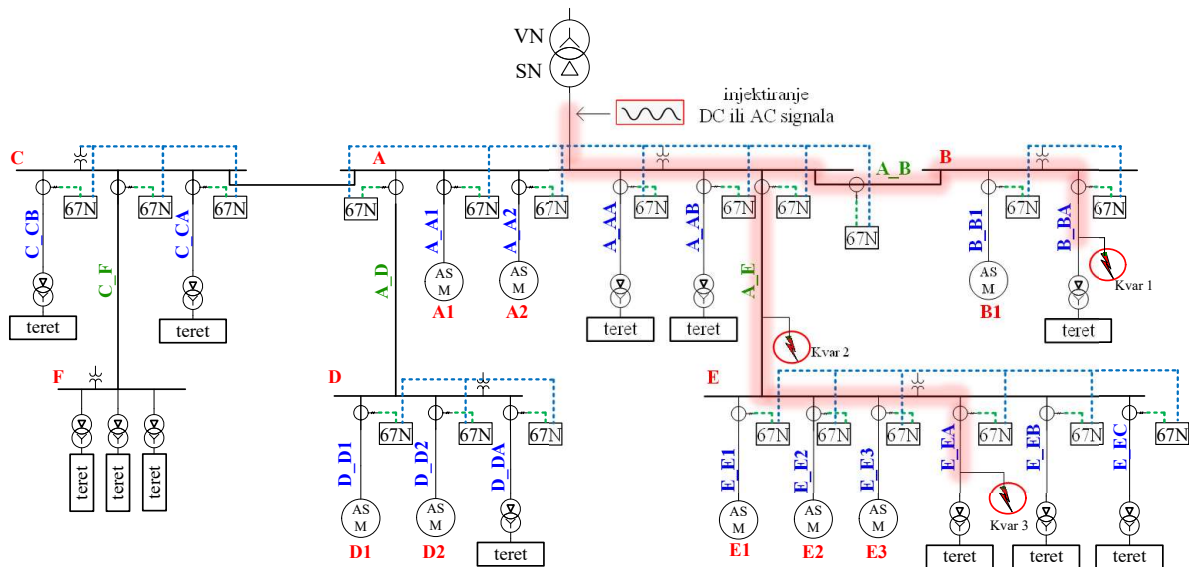 VN
SN
injektiranje
DC ili AC signala
C
A
A_B
B
67N
67N
67N
67N
67N
67N
67N
67N
67N
67N
67N
67N
C_CB
C_F
C_CA
A_D
A_A1
A_A2
A_AA
A_AB
A_E
B_B1
B_BA
AS
M
AS
M
AS
M
Kvar 1
teret
teret
A1
A2
teret
teret
B1
teret
Kvar 2
F
D
E
67N
67N
67N
67N
67N
67N
67N
67N
67N
D_D1
D_D2
D_DA
E_E1
E_E2
E_E3
E_EA
E_EB
E_EC
teret
teret
teret
AS
M
AS
M
AS
M
AS
M
AS
M
Kvar 3
D1
D2
teret
E1
E2
E3
teret
teret
teret